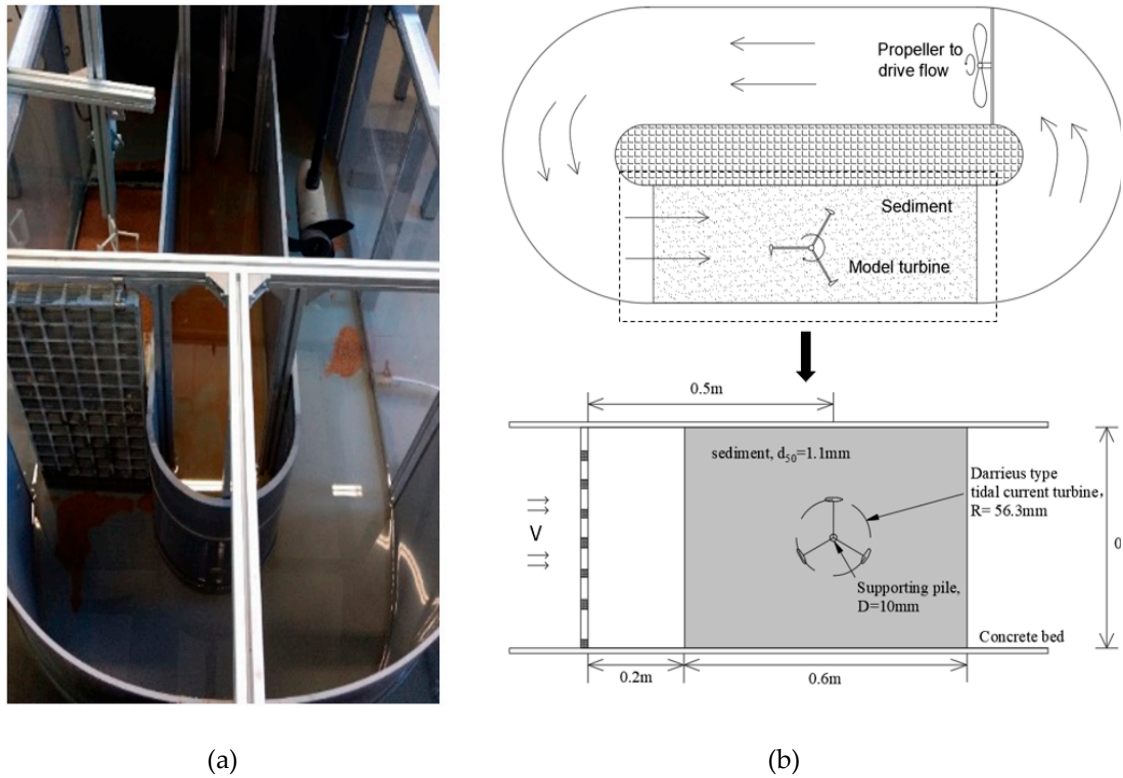 Propeller to
drive flow
Sediment
Model turbine
0.5m
sediment, d₅₀=1.1mm
Darrieus type
tidal current turbine,
R= 56.3mm
V
0
Supporting pile,
D=10mm
Concrete bed
0.2m
0.6m
(a)
(b)